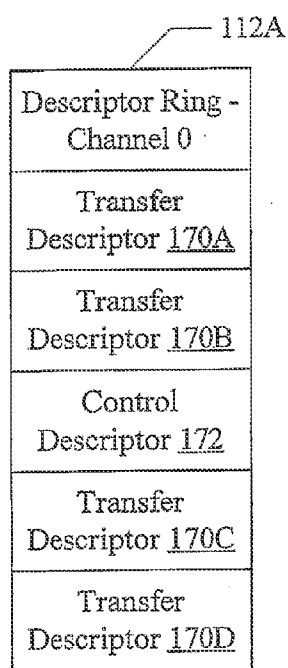 112A
Descriptor Ring -
Channel 0
Transfer
Descriptor 170A
Transfer
Descriptor 170B
Control
Descriptor 172
Transfer
Descriptor 170C
Transfer
Descriptor 170D